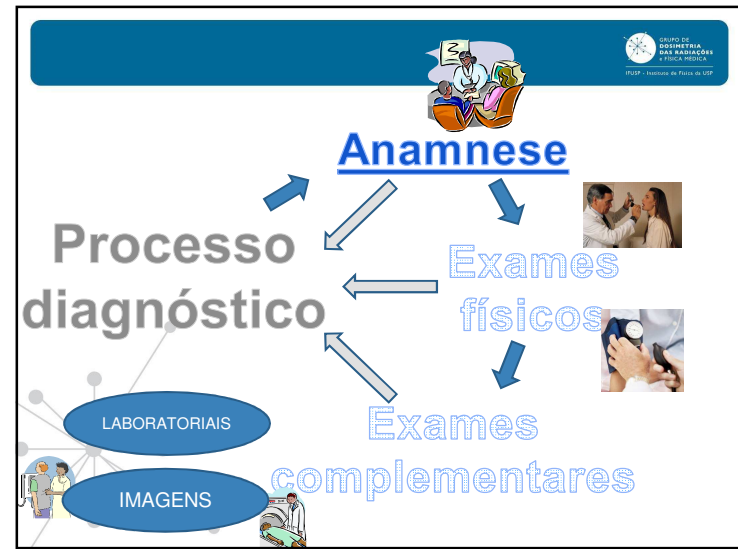 GRUPO DE
DOSIMETRIA
DAS RADIAÇÕES
e FÍSICA MÉDICA
IFUSP - Instituto de Física da USP
Anamnese
Processo
diagnóstico
Exames
físicos
Exames
complementares
LABORATORIAIS
IMAGENS